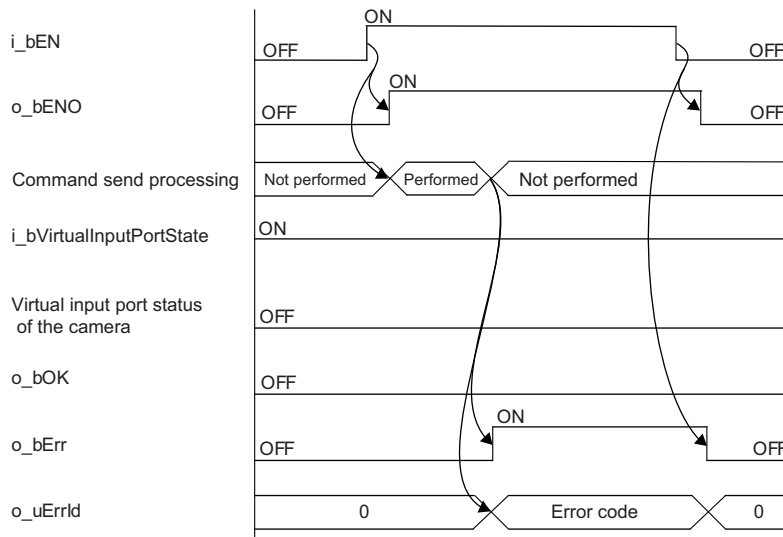 i_bEN
ON
OFF
OFF
o_bENO
ON
OFF
OFF
Command send processing
Not performed
Performed
Not performed
i_bVirtualInputPortState
ON
Virtual input port status
of the camera
OFF
o_bOK
OFF
o_bErr
ON
OFF
OFF
o_uErrId
0
Error code
0